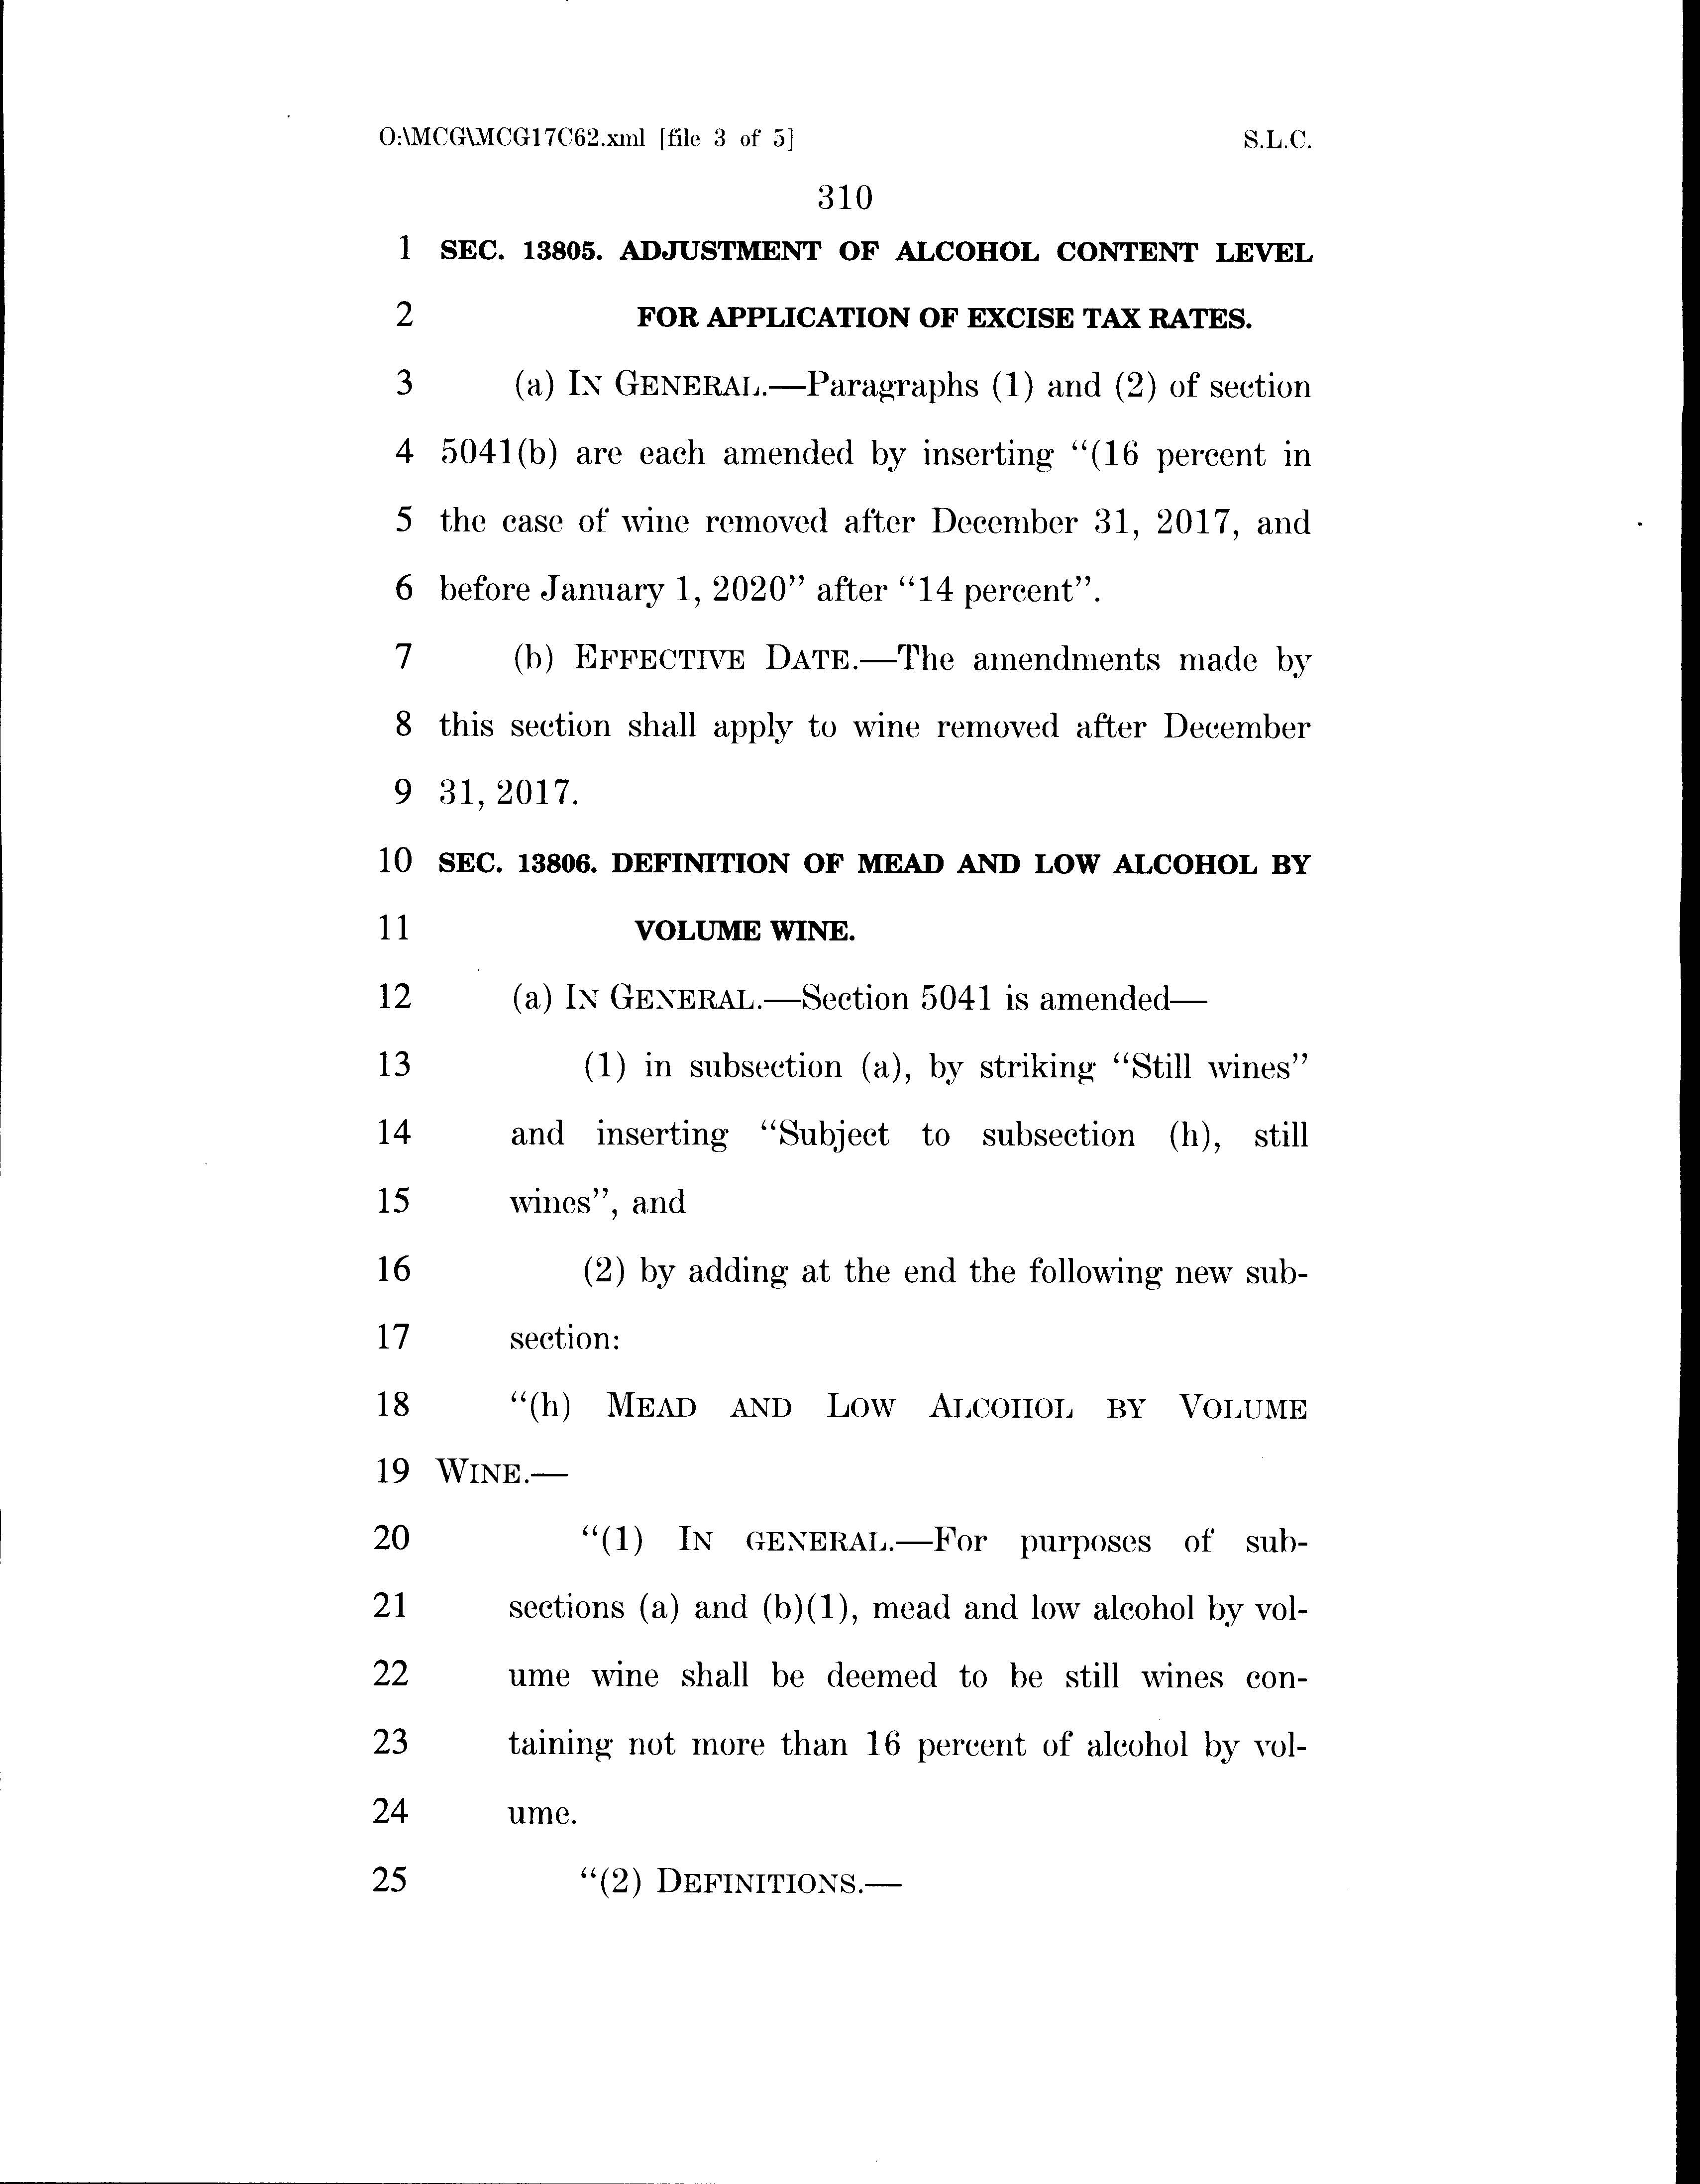 O:\MCG\MCG17C62.xml [file 3 of 5] S.L.C.
310
1 SEC. 13805. ADJUSTMENT OF ALCOHOL CONTENT LEVEL
2 FOR APPLICATION OF EXCISE TAX RATES.
3 (a) IN GENERAL.—Paragraphs (1) and (2) of section
4 5041(b) are each amended by inserting “(16 percent in
5 the case of wine removed after December 31, 2017, and
6 before January 1, 2020” after “14 percent”.
7 (b) EFFECTIVE DATE.—The amendments made by
8 this section shall apply to wine removed after December
9 31, 2017.
10 SEC. 13806. DEFINITION OF MEAD AND LOW ALCOHOL BY
11 VOLUME WINE.
12 (a) IN GENERAL.—Section 5041 is amended—
13 (1) in subsection (a), by striking “Still wines”
14 and inserting “Subject to subsection (h), still
15 wines”, and
16 (2) by adding at the end the following new sub-
17 section:
18 “(h) MEAD AND LOW ALCOHOL BY VOLUME
19 WINE.—
20 “(1) IN GENERAL.—For purposes of sub-
21 sections (a) and (b)(1), mead and low alcohol by vol-
22 ume wine shall be deemed to be still wines con-
23 taining not more than 16 percent of alcohol by vol-
24 ume.
25 “(2) DEFINITIONS.—